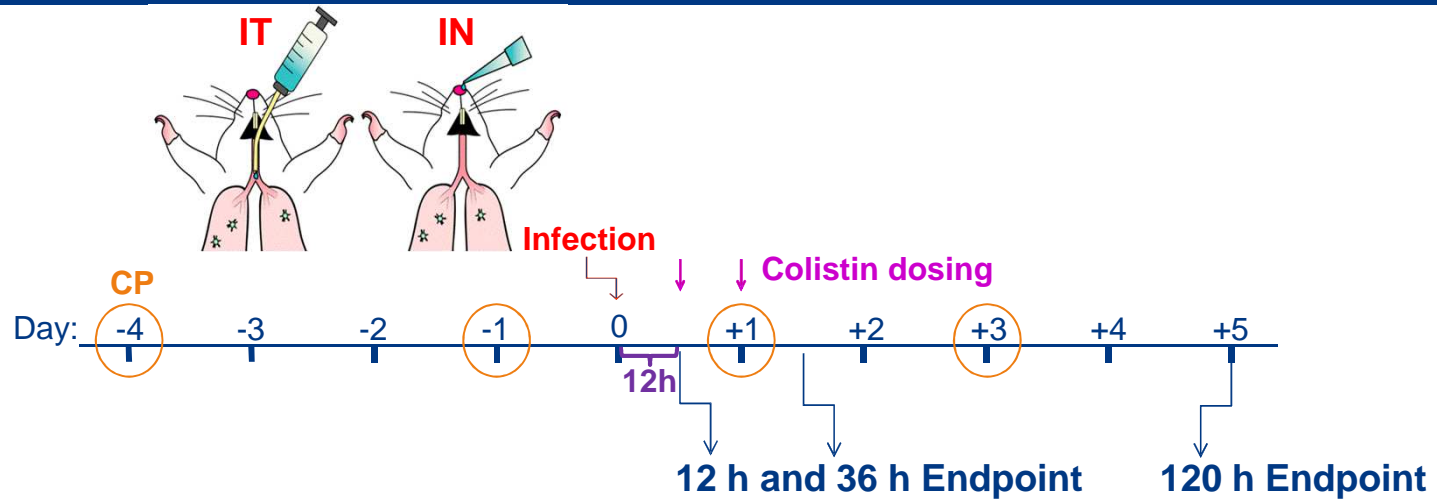 IT IN
Infection
CP
Colistin dosing
Day: -4 -3 -2 -1 0 +1 +2 +3 +4 +5
12h
12 h and 36 h Endpoint 120 h Endpoint